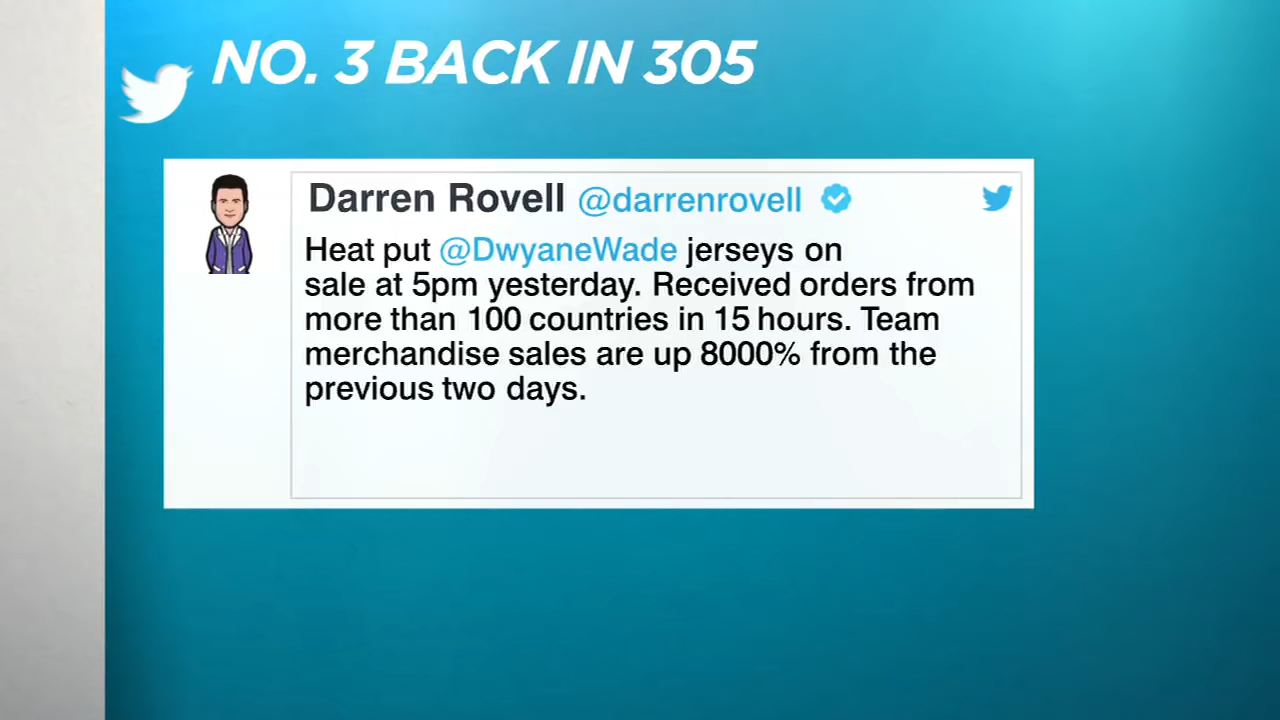 NO. 3 BACK IN 305
Darren Rovell @darrenrovell
Heat put @DwyaneWade jerseys on
sale at 5pm yesterday. Received orders from
more than 100 countries in 15 hours. Team
merchandise sales are up 8000% from the
previous two days.